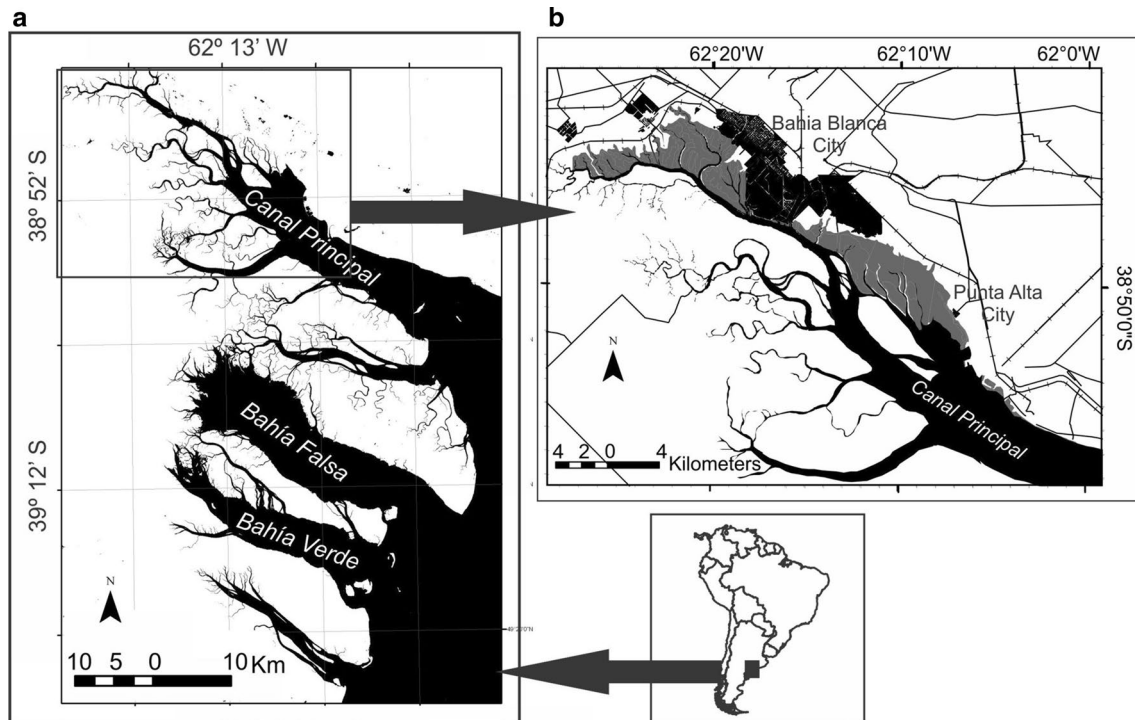 a
62º 13' W
38º 52' S
39º 12' S
Canal Principal
Bahía Falsa
Bahía Verde
N
10 5 0 10 Km
b
62°20'W 62°10'W 62°0'W
Bahia Blanca
City
Punta Alta
City
38°50'0"S
N
Canal Principal
4 2 0 4 Kilometers